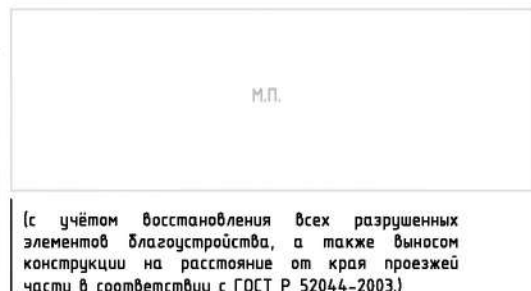 М.П.
(с учётом восстановления всех разрушенных
элементов благоустройства, а также выносом
конструкции на расстояние от края проезжей
части в соответствии с ГОСТ Р 52044-2003.)